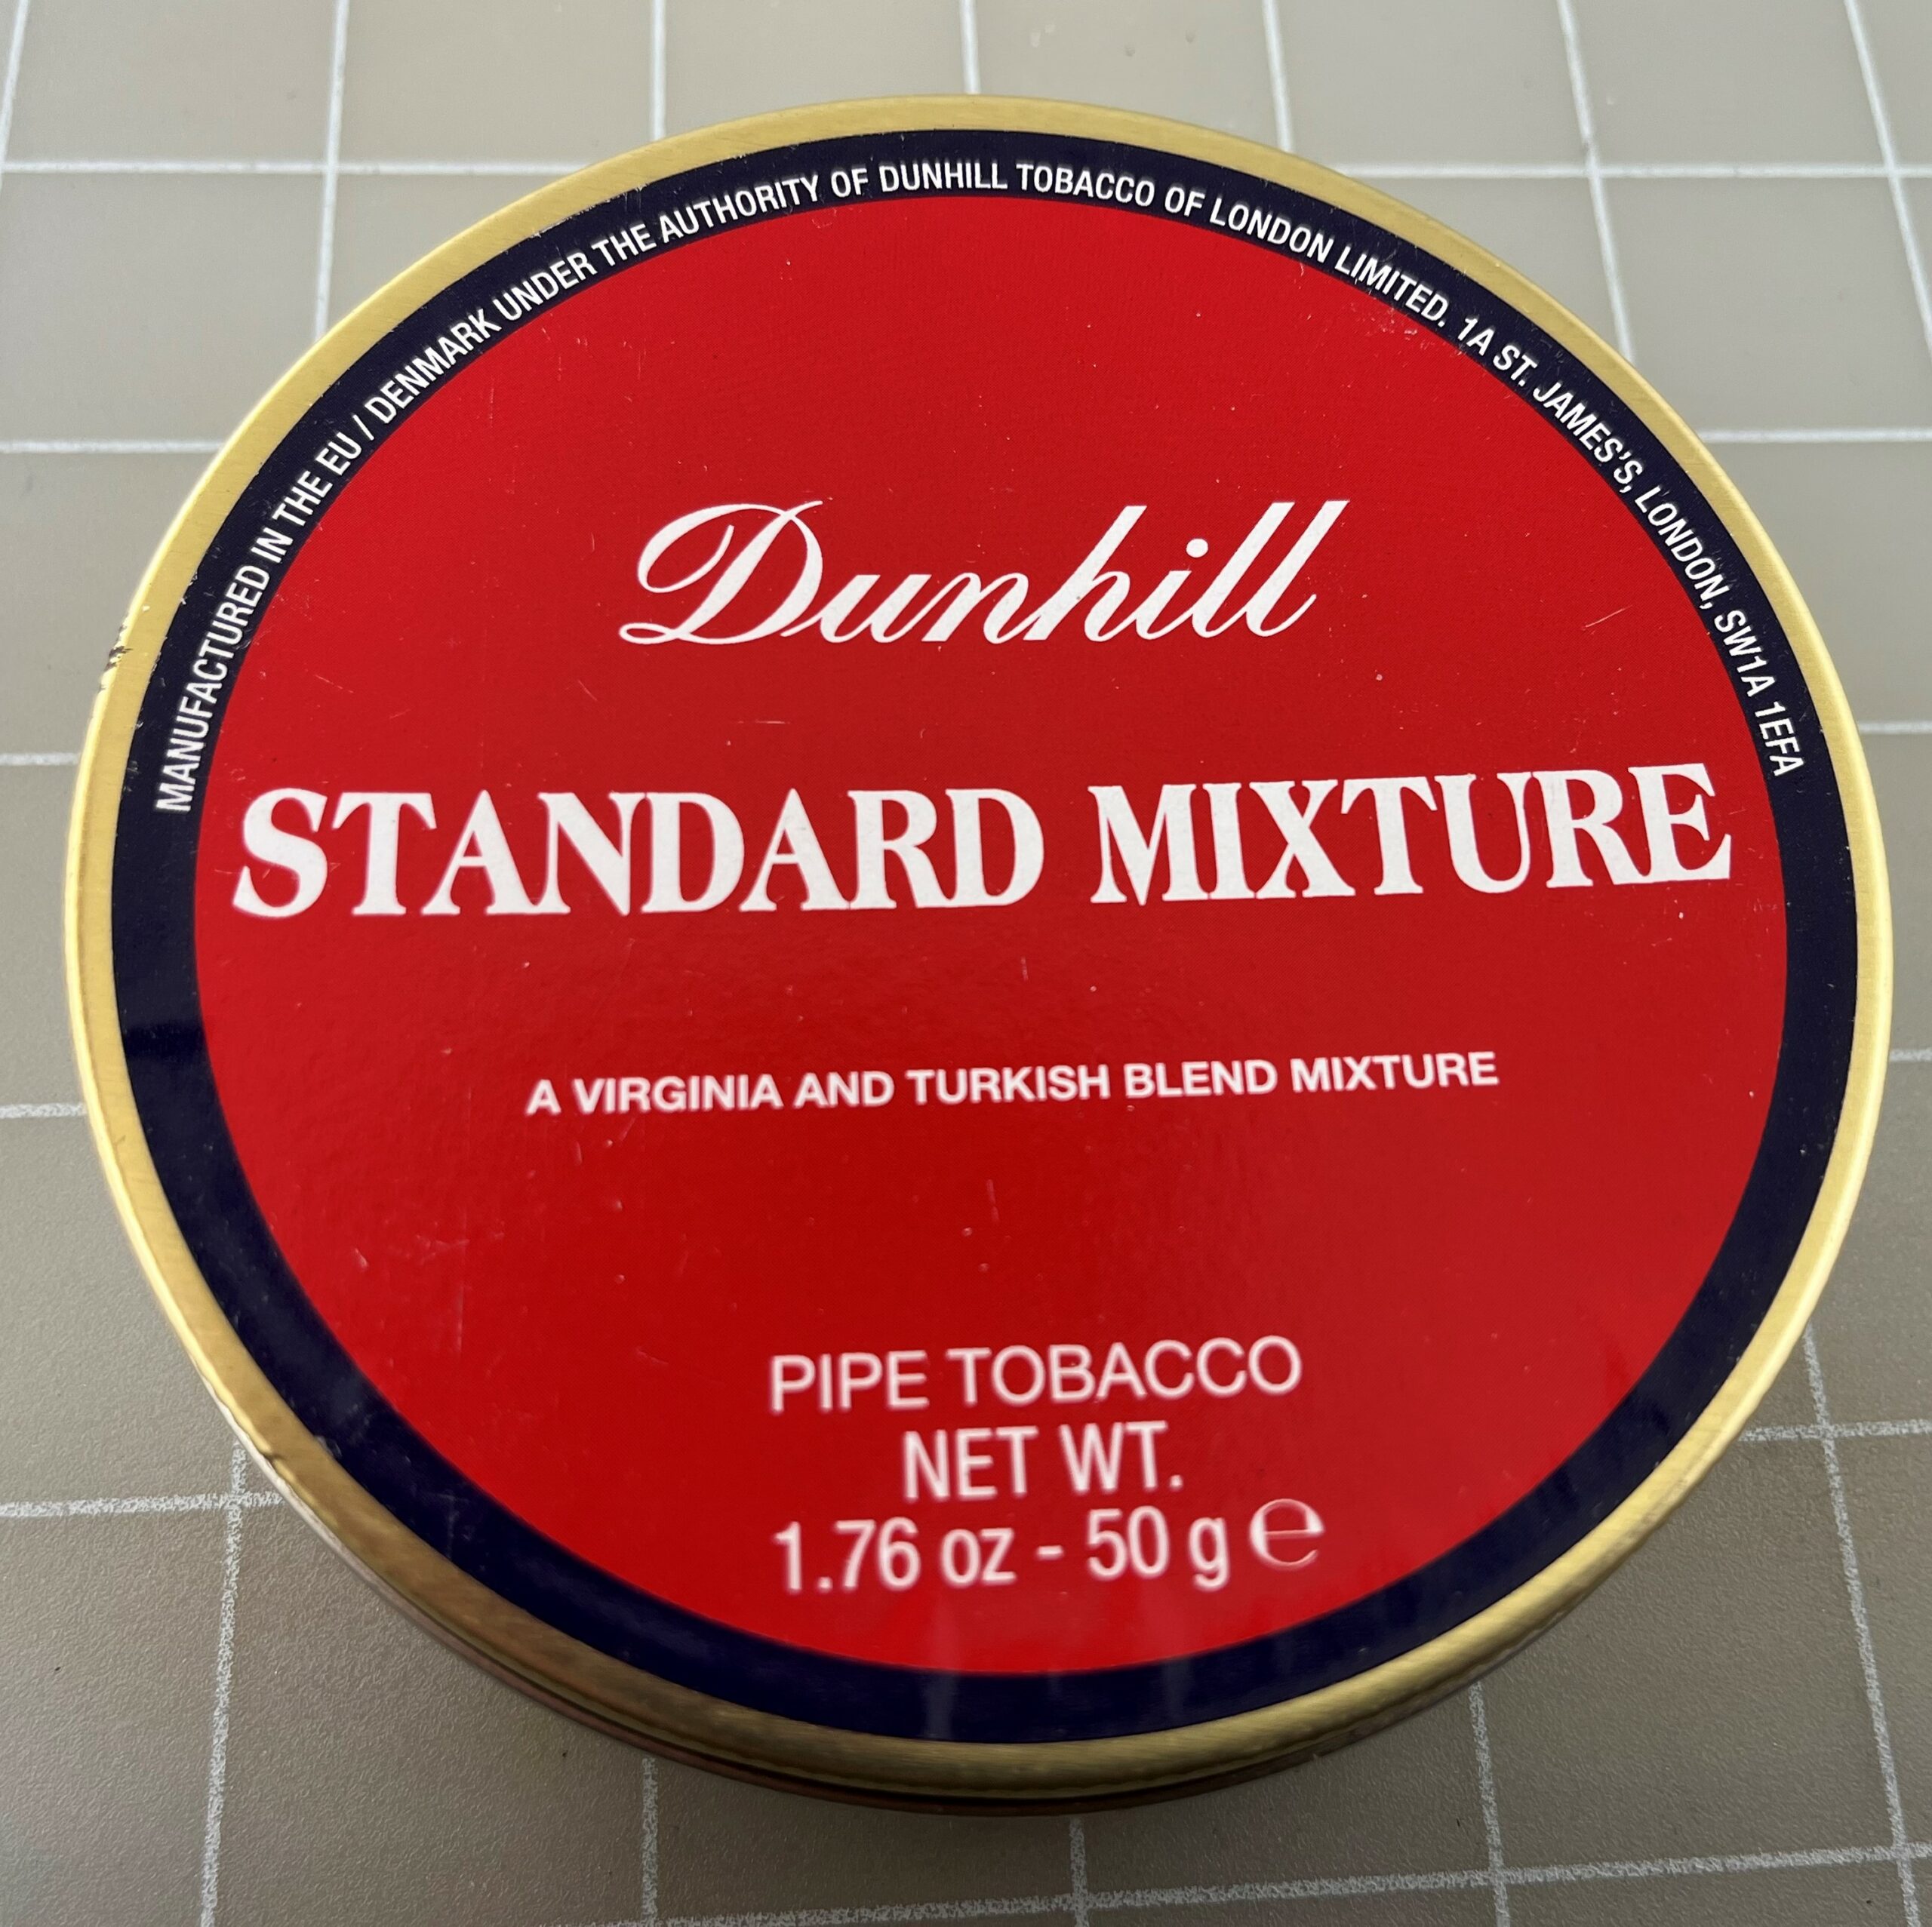 MANUFACTURED IN THE EU / DENMARK UNDER THE AUTHORITY OF DUNHILL TOBACCO OF LONDON LIMITED. 1A ST. JAMES'S, LONDON, SW1A 1EFA
Dunhill
STANDARD MIXTURE
A VIRGINIA AND TURKISH BLEND MIXTURE
PIPE TOBACCO
NET WT.
1.76 oz - 50 g ℮